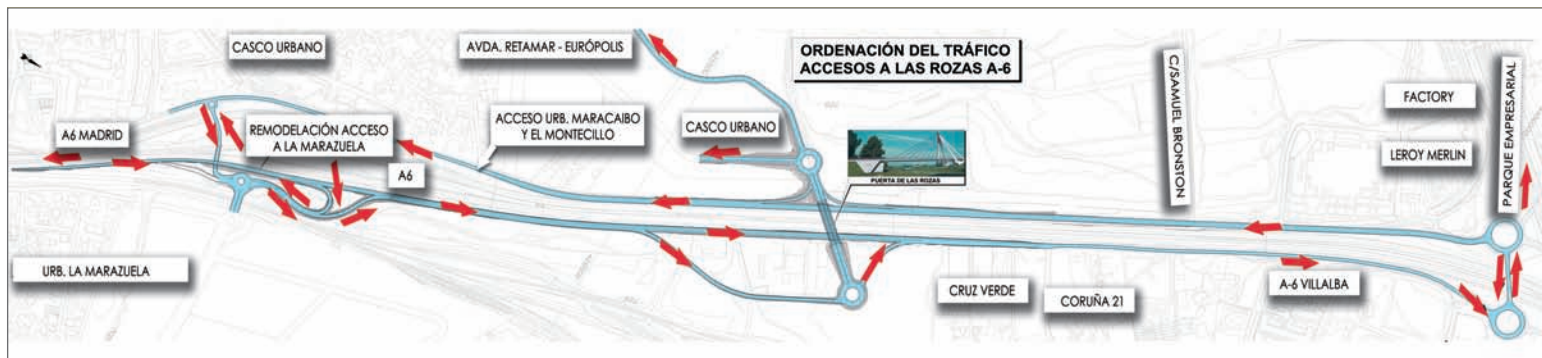 CASCO URBANO
AVDA. RETAMAR - EURÓPOLIS
ORDENACIÓN DEL TRÁFICO
ACCESOS A LAS ROZAS A-6
C/SAMUEL BRONSTON
FACTORY
PARQUE EMPRESARIAL
A6 MADRID
REMODELACIÓN ACCESO
A LA MARAZUELA
ACCESO URB. MARACAIBO
Y EL MONTECILLO
CASCO URBANO
PUERTA DE LAS ROZAS
LEROY MERLIN
A6
URB. LA MARAZUELA
CRUZ VERDE
CORUÑA 21
A-6 VILLALBA